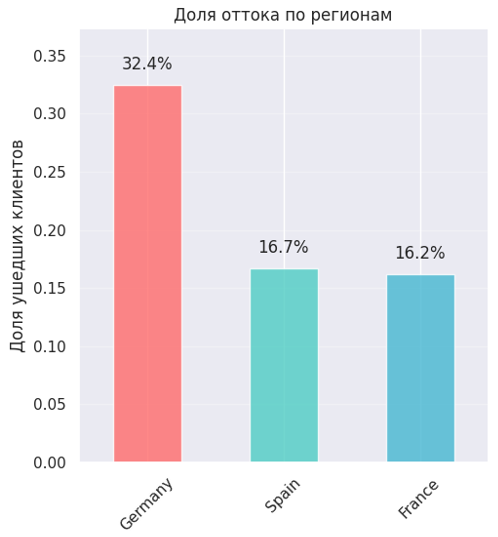 Доля оттока по регионам
Доля ушедших клиентов
0.35
0.30
0.25
0.20
0.15
0.10
0.05
0.00
32.4%
16.7%
16.2%
Germany
Spain
France